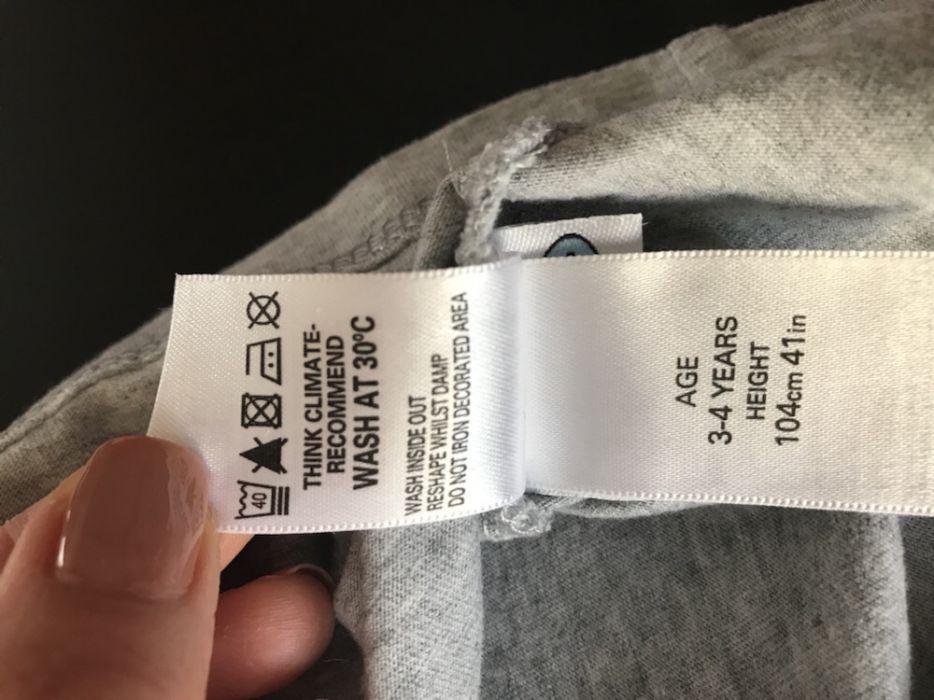 40
THINK CLIMATE-
RECOMMEND
WASH AT 30ºC
WASH INSIDE OUT
RESHAPE WHILST DAMP
DO NOT IRON DECORATED AREA
AGE
3-4 YEARS
HEIGHT
104cm 41in